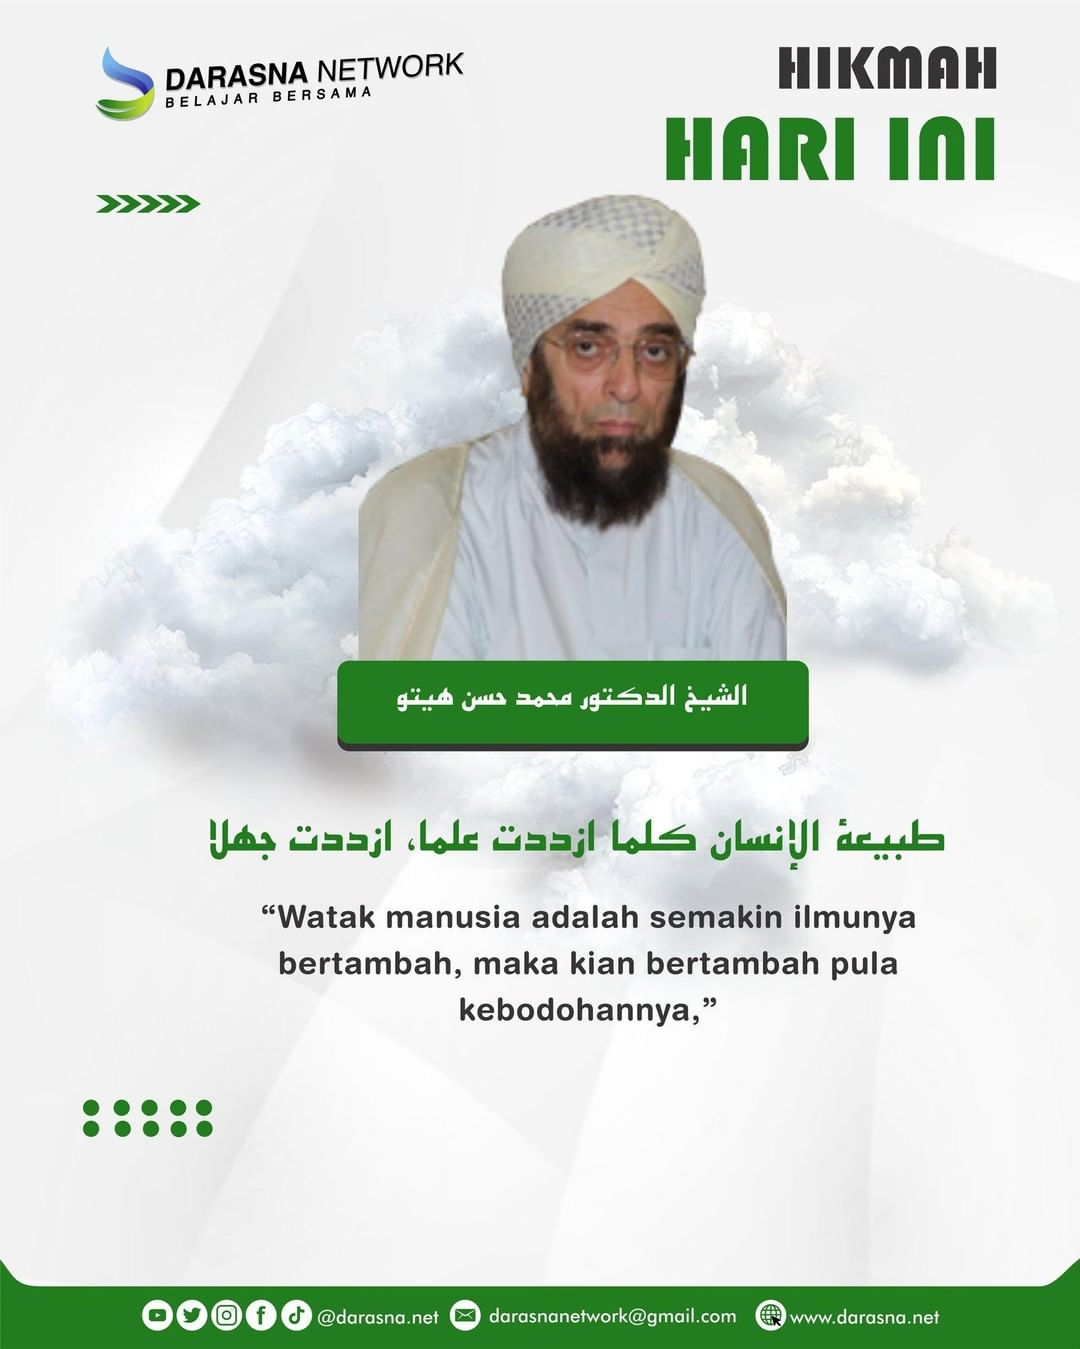 DARASNA NETWORK
BELAJAR BERSAMA
HIKMAH
HARI INI
الشيخ الدكتور محمد حسن هيتو
طبيعة الإنسان كلما ازددت علما، ازددت جهلا
“Watak manusia adalah semakin ilmunya
bertambah, maka kian bertambah pula
kebodohannya,”
@darasna.net darasnanetwork@gmail.com www.darasna.net